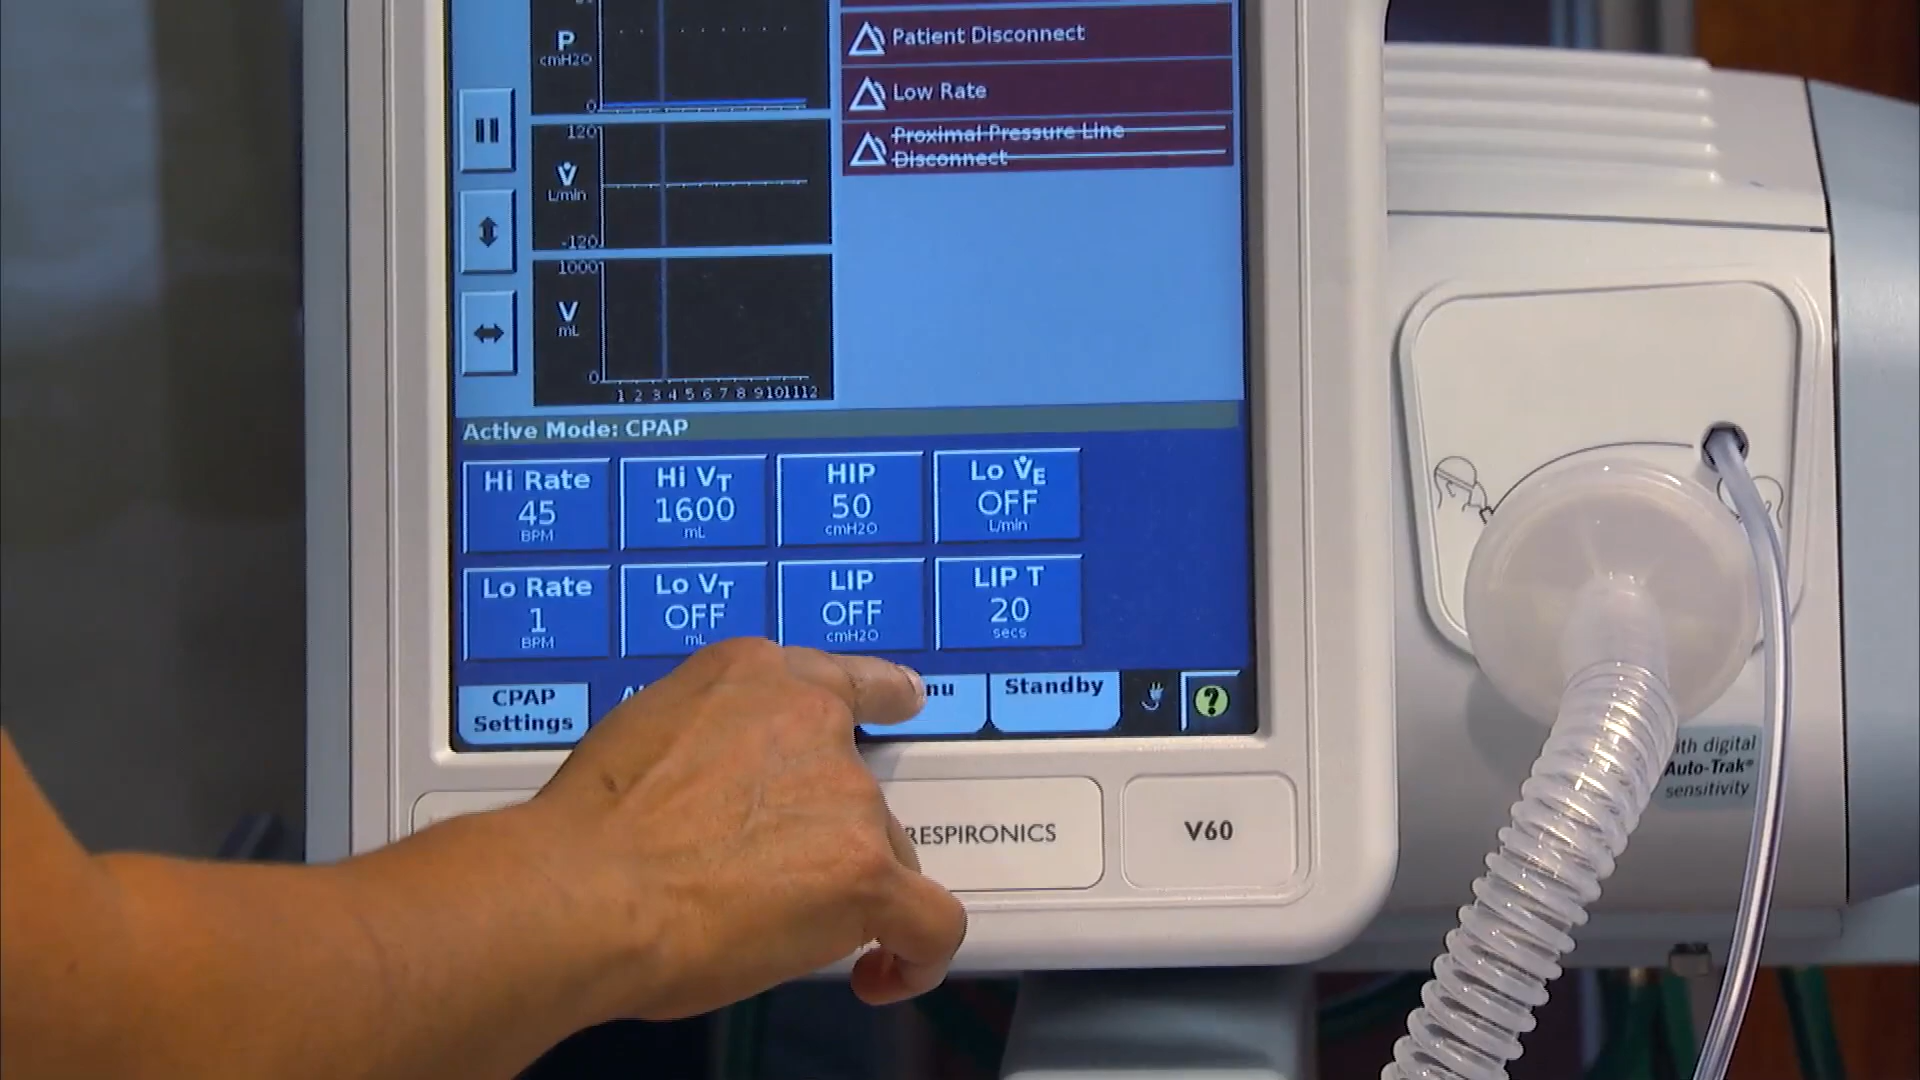 P
cmH2O
0
Patient Disconnect
Low Rate
Proximal Pressure Line
Disconnect
120
V̇
L/min
-120
1000
V
mL
0
1 2 3 4 5 6 7 8 9 10 11 12
Active Mode: CPAP
Hi Rate
45
BPM
Hi VT
1600
mL
HIP
50
cmH2O
Lo V̇E
OFF
L/min
Lo Rate
1
BPM
Lo VT
OFF
mL
LIP
OFF
cmH2O
LIP T
20
secs
CPAP
Settings
Standby
?
RESPIRONICS
V60
digital
Auto-Trak®
sensitivity